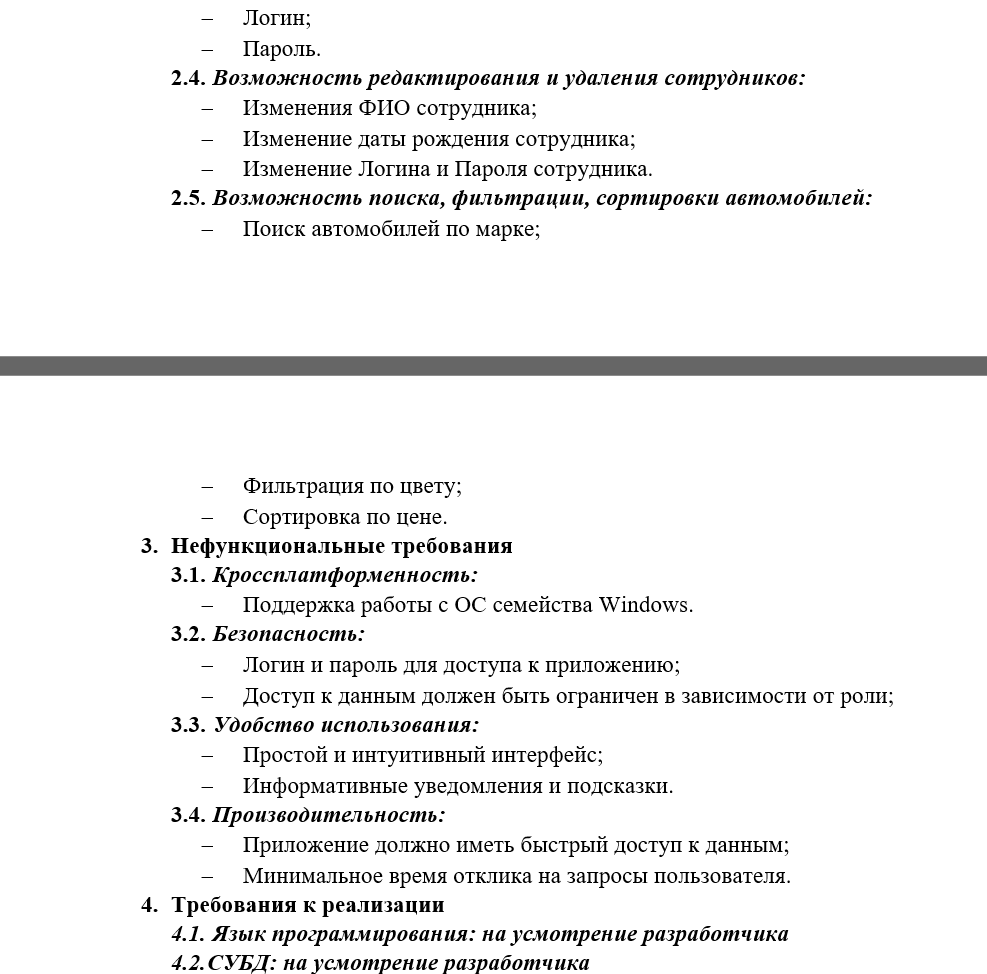 – Логин;
– Пароль.
2.4. Возможность редактирования и удаления сотрудников:
– Изменения ФИО сотрудника;
– Изменение даты рождения сотрудника;
– Изменение Логина и Пароля сотрудника.
2.5. Возможность поиска, фильтрации, сортировки автомобилей:
– Поиск автомобилей по марке;
– Фильтрация по цвету;
– Сортировка по цене.
3. Нефункциональные требования
3.1. Кроссплатформенность:
– Поддержка работы с ОС семейства Windows.
3.2. Безопасность:
– Логин и пароль для доступа к приложению;
– Доступ к данным должен быть ограничен в зависимости от роли;
3.3. Удобство использования:
– Простой и интуитивный интерфейс;
– Информативные уведомления и подсказки.
3.4. Производительность:
– Приложение должно иметь быстрый доступ к данным;
– Минимальное время отклика на запросы пользователя.
4. Требования к реализации
4.1. Язык программирования: на усмотрение разработчика
4.2.СУБД: на усмотрение разработчика